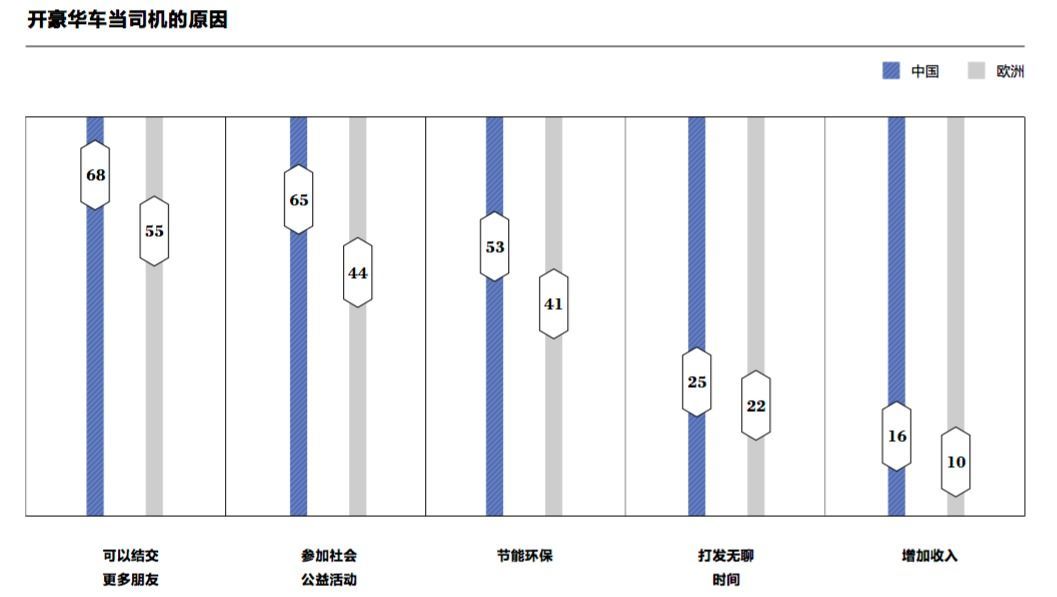 开豪华车当司机的原因
中国 欧洲
68
55
65
44
53
41
25
22
16
10
可以结交
更多朋友
参加社会
公益活动
节能环保
打发无聊
时间
增加收入